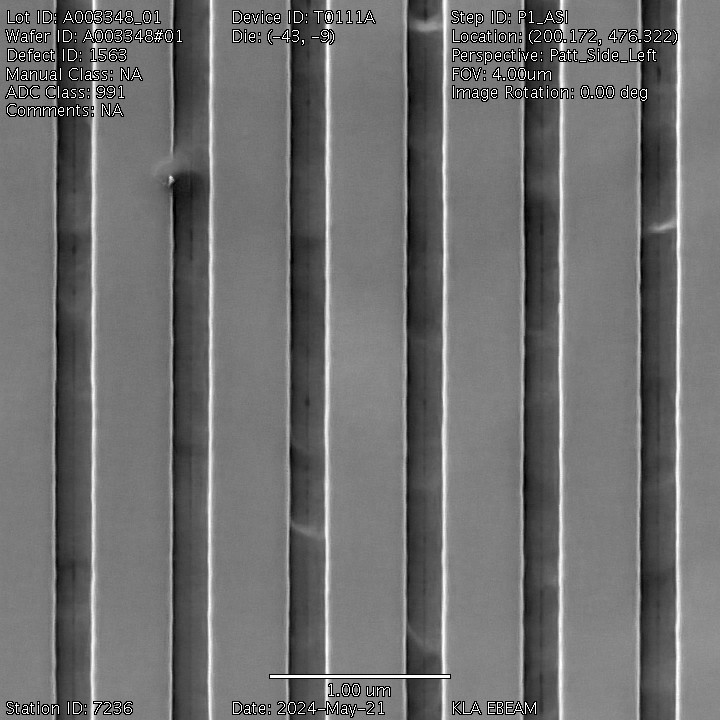 Lot ID: A003348_01
Wafer ID: A003348#01
Defect ID: 1563
Manual Class: NA
ADC Class: 991
Comments: NA
Device ID: T0111A
Die: (-43, -9)
Step ID: P1_ASI
Location: (200.172, 476.322)
Perspective: Patt_Side_Left
FOV: 4.00um
Image Rotation: 0.00 deg
1.00 um
Station ID: 7236
Date: 2024-May-21
KLA EBEAM